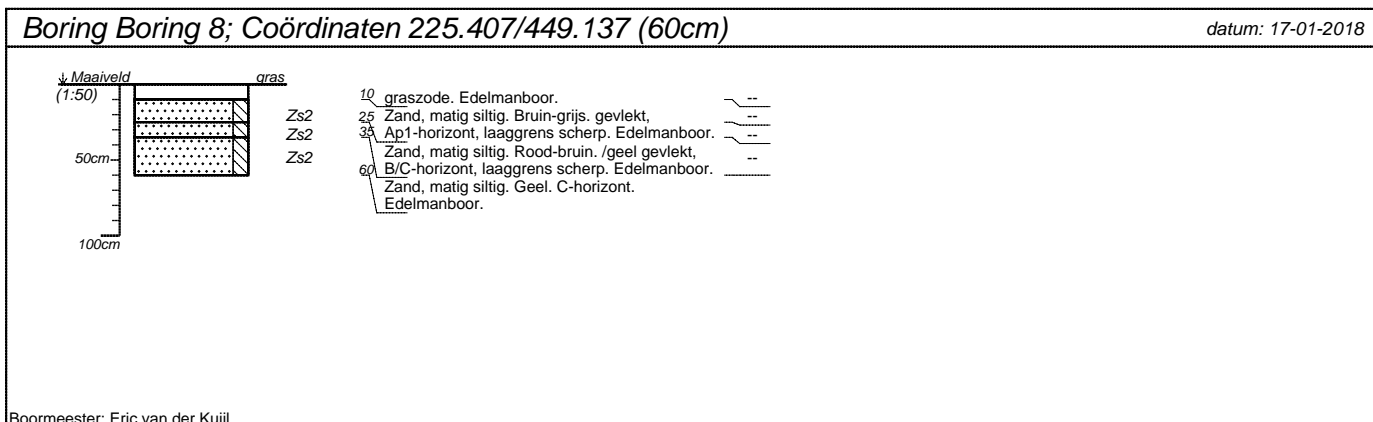 Boring Boring 8; Coördinaten 225.407/449.137 (60cm)
datum: 17-01-2018
Maaiveld
gras
(1:50)
50cm
100cm
Zs2
Zs2
Zs2
10 graszode. Edelmanboor. --
25 Zand, matig siltig. Bruin-grijs. gevlekt, --
35 Ap1-horizont, laaggrens scherp. Edelmanboor. --
Zand, matig siltig. Rood-bruin. /geel gevlekt, --
60 B/C-horizont, laaggrens scherp. Edelmanboor.
Zand, matig siltig. Geel. C-horizont.
Edelmanboor.
Boormeester: Eric van der Kuijl